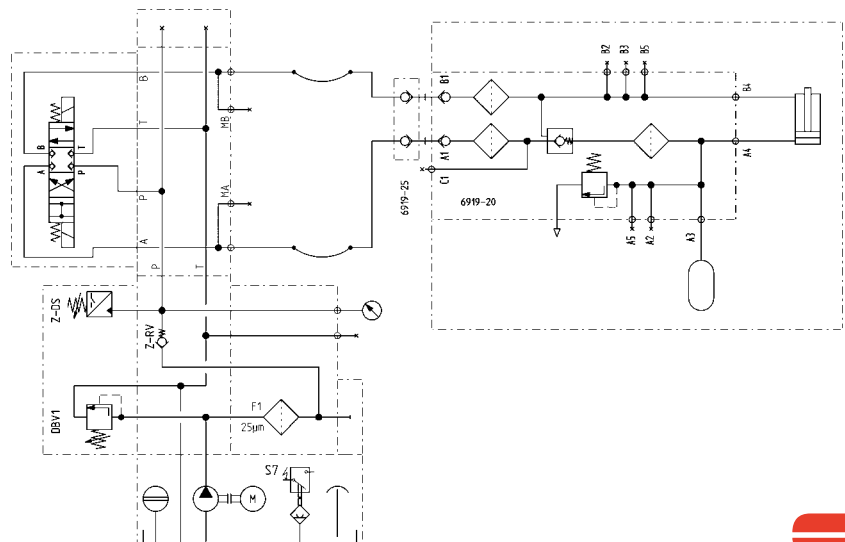 B2
B3
B5
B
B1
B4
MB
T
B
T
A
P
A1
A4
C1
6919-25
6919-20
MA
P
A
P
T
A5
A2
A3
Z-DS
Z-RV
DBV1
F1
25µm
S7
M